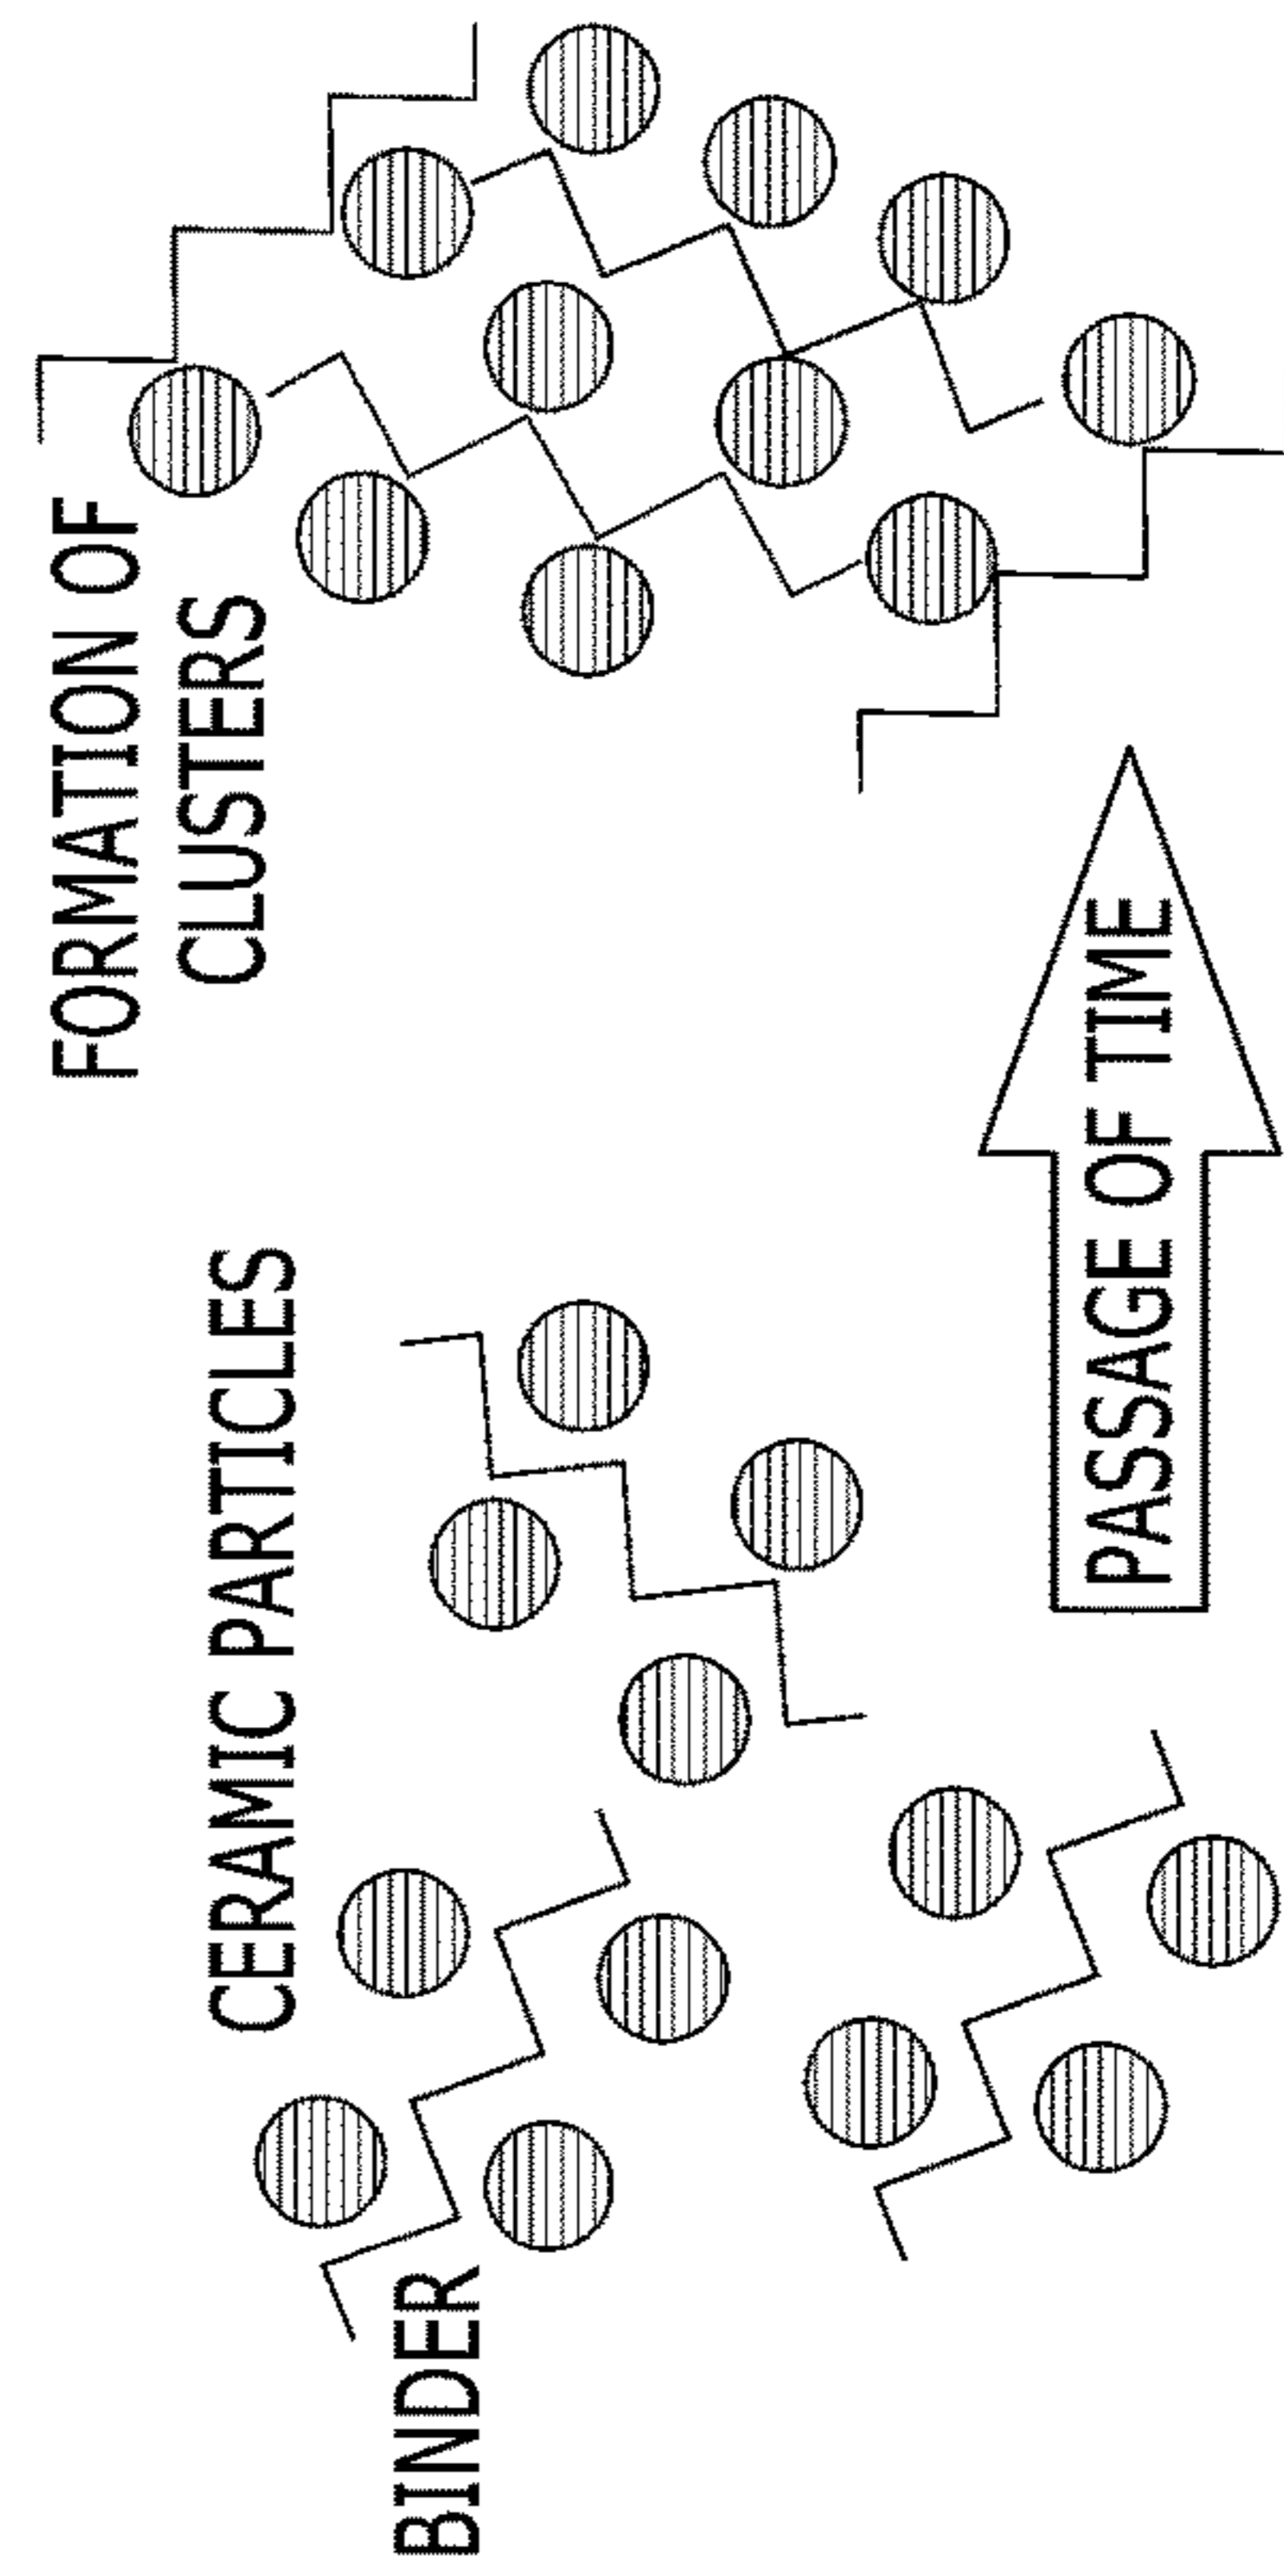 BINDER
CERAMIC PARTICLES
FORMATION OF
CLUSTERS
PASSAGE OF TIME